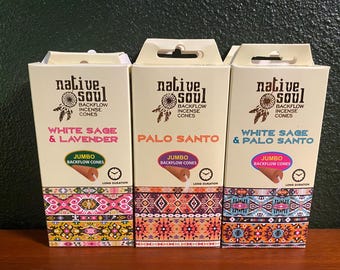 native
soul
BACKFLOW
INCENSE
CONES
WHITE SAGE
& LAVENDER
JUMBO
BACKFLOW CONES
LONG DURATION
native
soul
BACKFLOW
INCENSE
CONES
PALO SANTO
JUMBO
BACKFLOW CONES
LONG DURATION
native
soul
BACKFLOW
INCENSE
CONES
WHITE SAGE
& PALO SANTO
JUMBO
BACKFLOW CONES
LONG DURATION